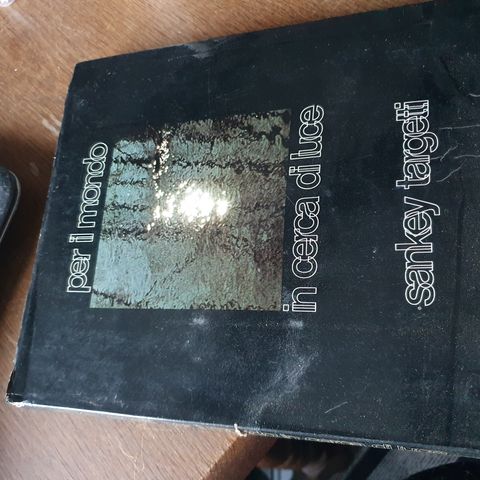 per il mondo
in cerca di luce
sankey targetti